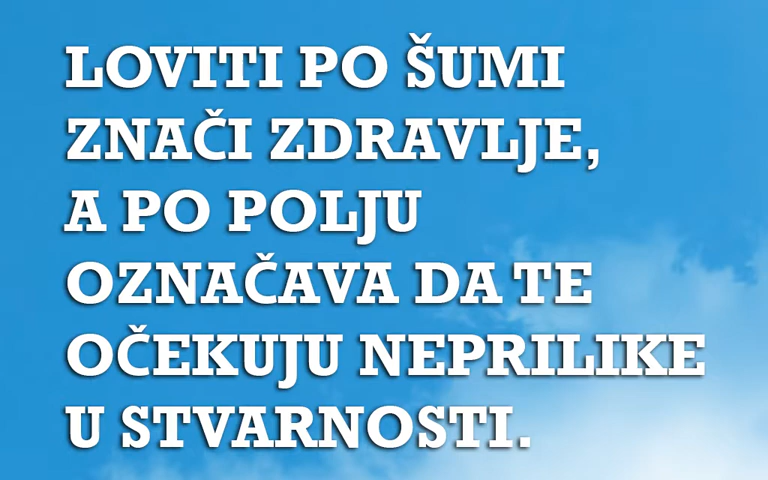 LOVITI PO ŠUMI
ZNAČI ZDRAVLJE,
A PO POLJU
OZNAČAVA DA TE
OČEKUJU NEPRILIKE
U STVARNOSTI.